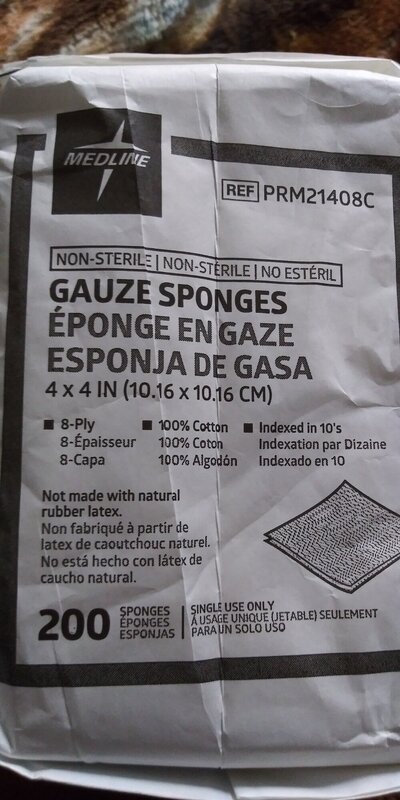 MEDLINE
REF PRM21408C
NON-STERILE | NON-STÉRILE | NO ESTÉRIL
GAUZE SPONGES
ÉPONGE EN GAZE
ESPONJA DE GASA
4 x 4 IN (10.16 x 10.16 CM)
■ 8-Ply ■ 100% Cotton ■ Indexed in 10's
8-Épaisseur 100% Coton Indexation par Dizaine
8-Capa 100% Algodón Indexado en 10
Not made with natural
rubber latex.
Non fabriqué à partir de
latex de caoutchouc naturel.
No está hecho con látex de
caucho natural.
200
SPONGES
ÉPONGES
ESPONJAS
SINGLE USE ONLY
À USAGE UNIQUE (JETABLE) SEULEMENT
PARA UN SOLO USO